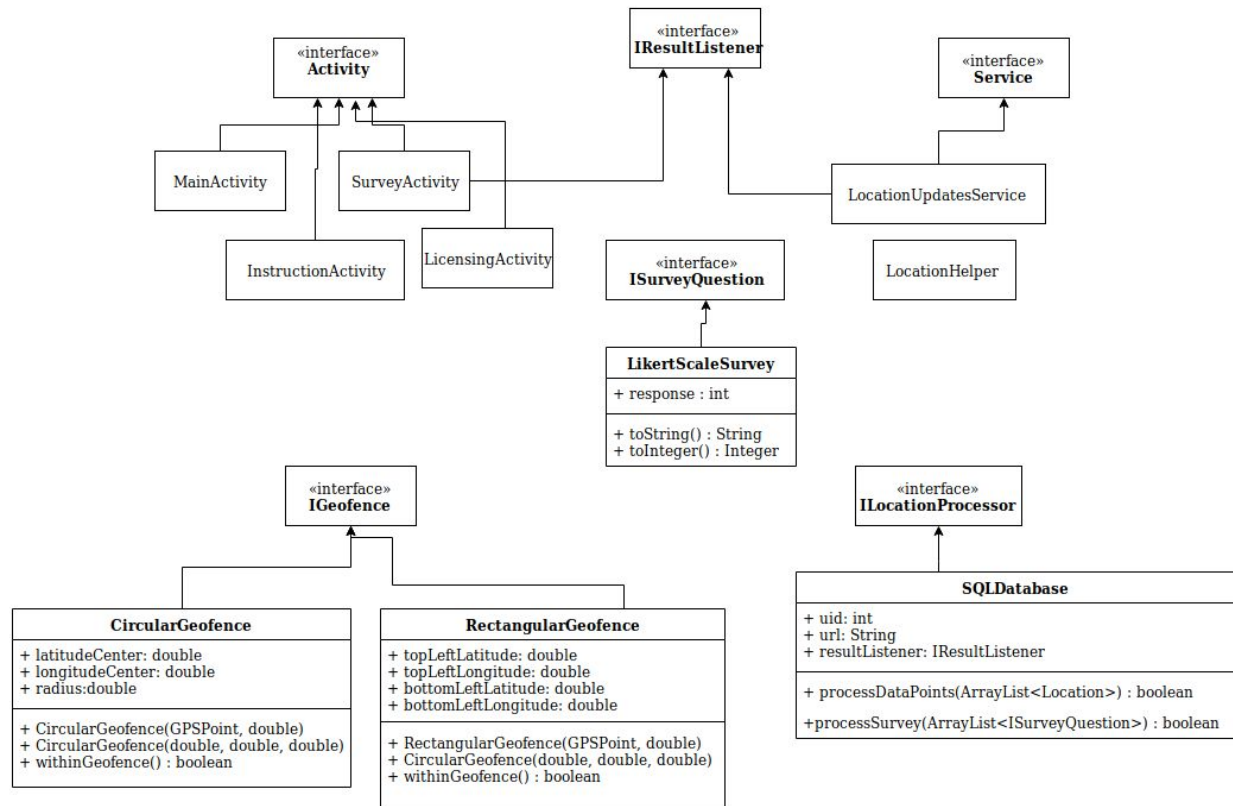 «interface»
Activity
«interface»
IResultListener
«interface»
Service
MainActivity
SurveyActivity
LocationUpdatesService
InstructionActivity
LicensingActivity
«interface»
ISurveyQuestion
LocationHelper
LikertScaleSurvey
+ response : int
+ toString() : String
+ toInteger() : Integer
«interface»
IGeofence
«interface»
ILocationProcessor
CircularGeofence
+ latitudeCenter: double
+ longitudeCenter: double
+ radius:double
+ CircularGeofence(GPSPoint, double)
+ CircularGeofence(double, double, double)
+ withinGeofence() : boolean
RectangularGeofence
+ topLeftLatitude: double
+ topLeftLongitude: double
+ bottomLeftLatitude: double
+ bottomLeftLongitude: double
+ RectangularGeofence(GPSPoint, double)
+ CircularGeofence(double, double, double)
+ withinGeofence() : boolean
SQLDatabase
+ uid: int
+ url: String
+ resultListener: IResultListener
+ processDataPoints(ArrayList<Location>) : boolean
+processSurvey(ArrayList<ISurveyQuestion>) : boolean